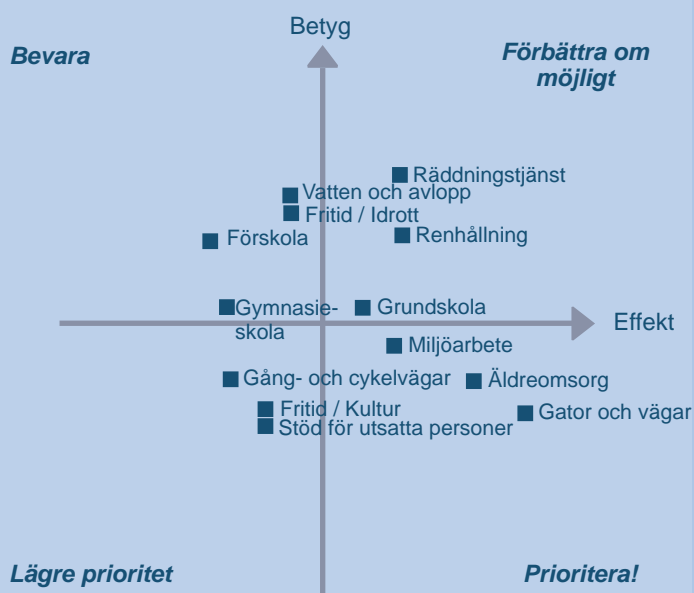 Betyg
Bevara
Förbättra om
möjligt
Räddningstjänst
Vatten och avlopp
Fritid / Idrott
Förskola
Renhållning
Gymnasie-
skola
Grundskola
Effekt
Miljöarbete
Gång- och cykelvägar
Äldreomsorg
Fritid / Kultur
Gator och vägar
Stöd för utsatta personer
Lägre prioritet
Prioritera!